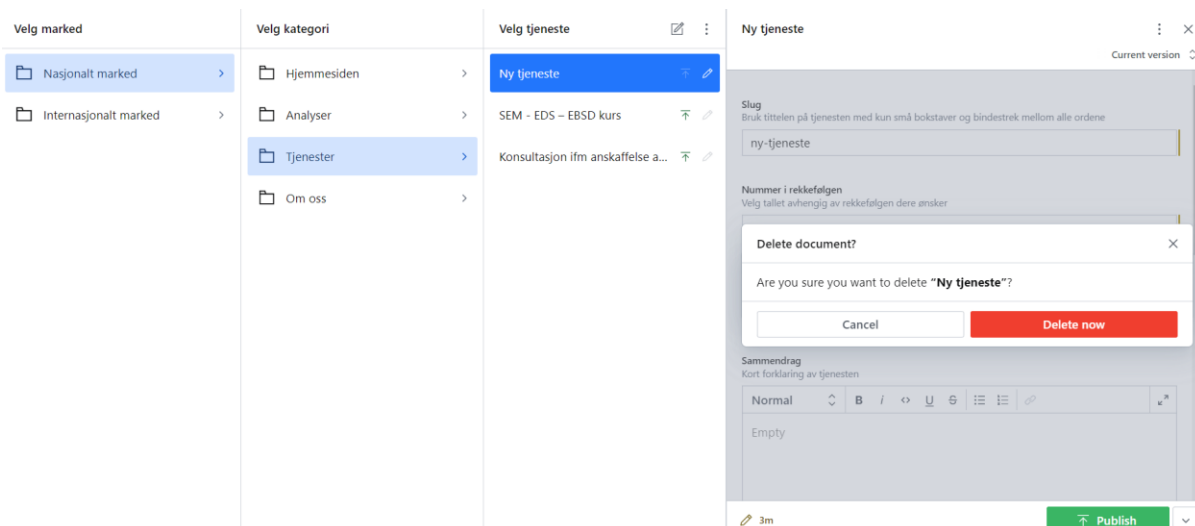 Velg marked
Nasjonalt marked
Internasjonalt marked
Velg kategori
Hjemmesiden
Analyser
Tjenester
Om oss
Velg tjeneste
Ny tjeneste
SEM - EDS – EBSD kurs
Konsultasjon ifm anskaffelse a...
Ny tjeneste
Current version
Slug
Bruk tittelen på tjenesten med kun små bokstaver og bindestrek mellom alle ordene
ny-tjeneste
Nummer i rekkefølgen
Velg tallet avhengig av rekkefølgen dere ønsker
Delete document?
Are you sure you want to delete “Ny tjeneste”?
Cancel
Delete now
Sammendrag
Kort forklaring av tjenesten
Normal B i <> U S
Empty
3m
Publish